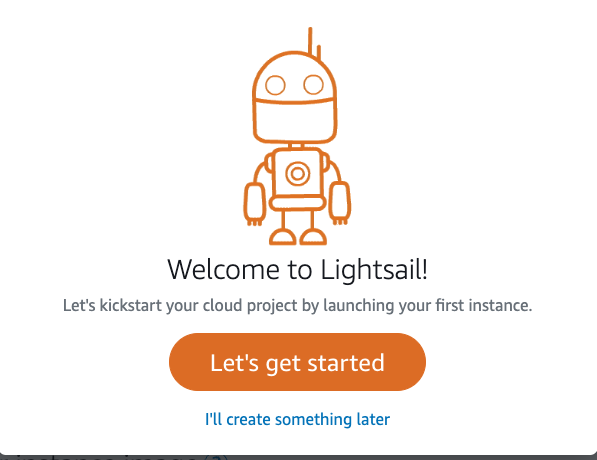 Welcome to Lightsail!
Let's kickstart your cloud project by launching your first instance.
Let's get started
I'll create something later